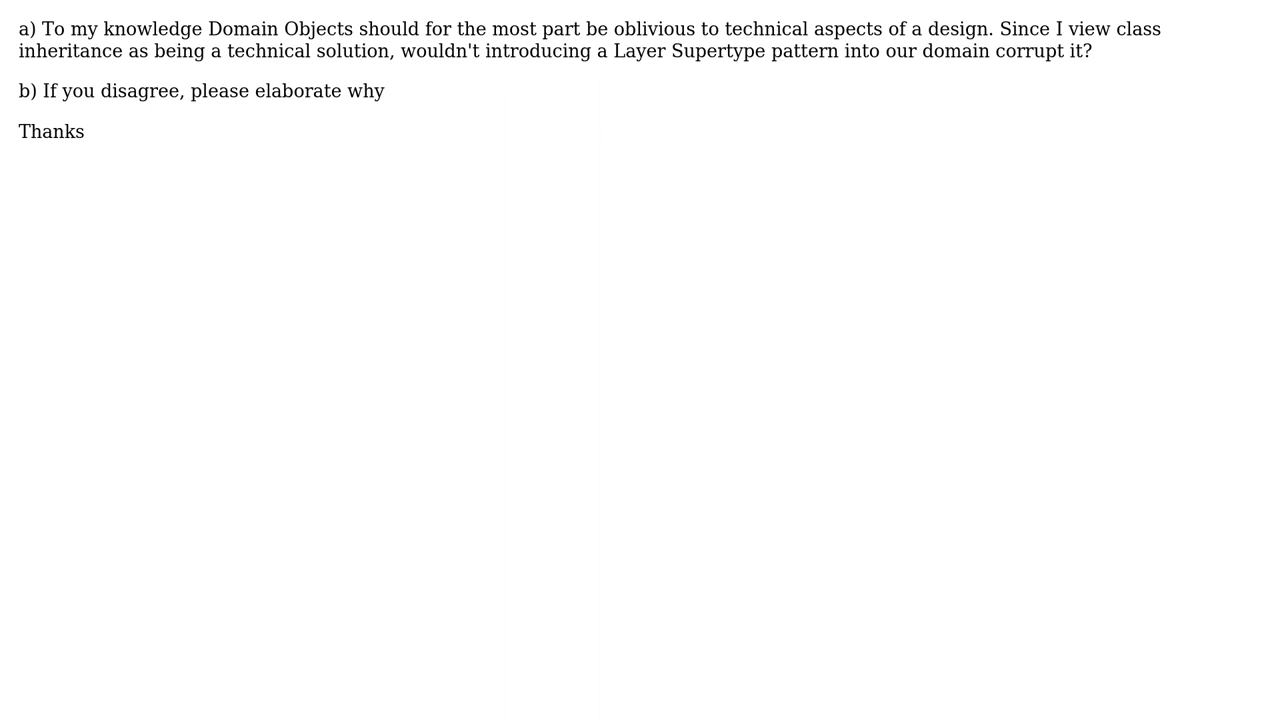 a) To my knowledge Domain Objects should for the most part be oblivious to technical aspects of a design. Since I view class
inheritance as being a technical solution, wouldn't introducing a Layer Supertype pattern into our domain corrupt it?
b) If you disagree, please elaborate why
Thanks